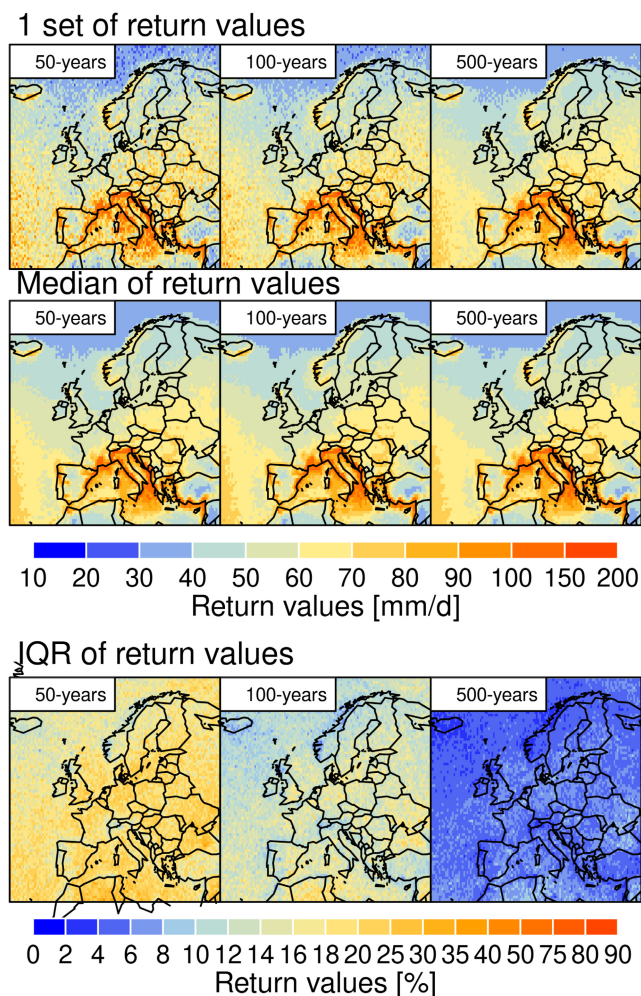 1 set of return values
50-years 100-years 500-years
Median of return values
50-years 100-years 500-years
10 20 30 40 50 60 70 80 90 100 150 200
Return values [mm/d]
IQR of return values
50-years 100-years 500-years
0 2 4 6 8 10 12 14 16 18 20 25 30 35 40 50 75 80 90
Return values [%]